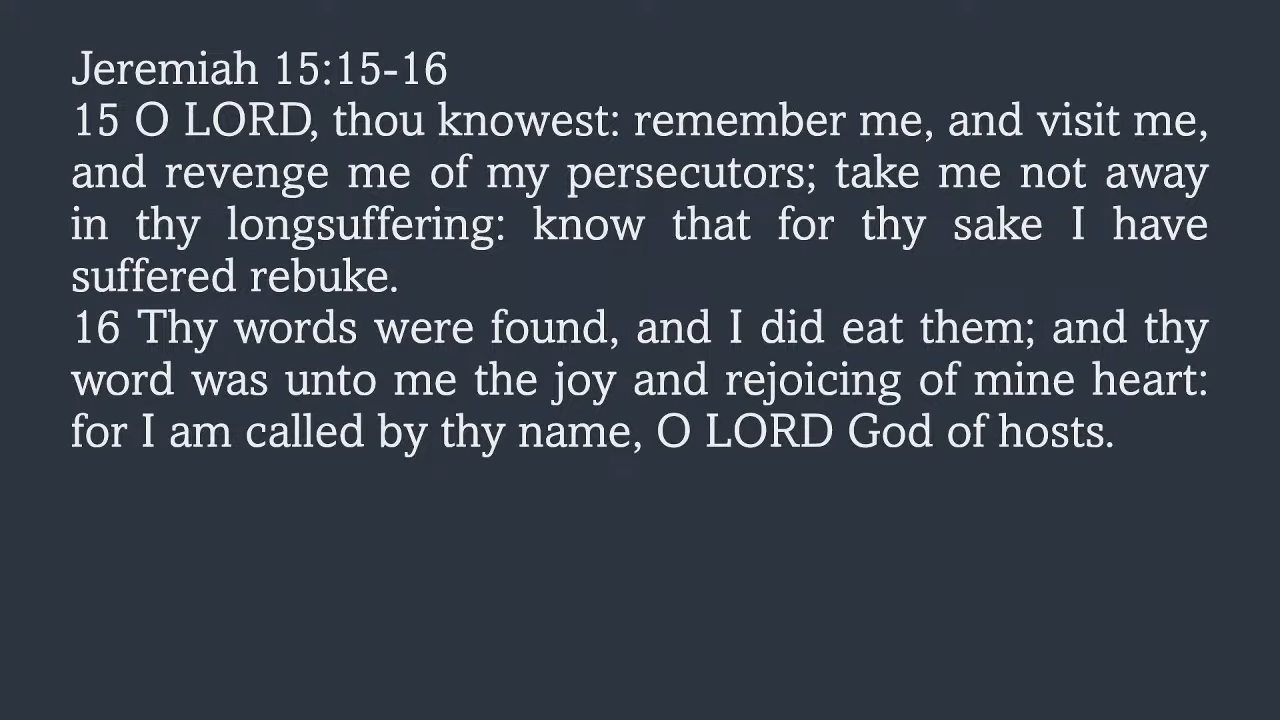 Jeremiah 15:15-16
15 O LORD, thou knowest: remember me, and visit me,
and revenge me of my persecutors; take me not away
in thy longsuffering: know that for thy sake I have
suffered rebuke.
16 Thy words were found, and I did eat them; and thy
word was unto me the joy and rejoicing of mine heart:
for I am called by thy name, O LORD God of hosts.